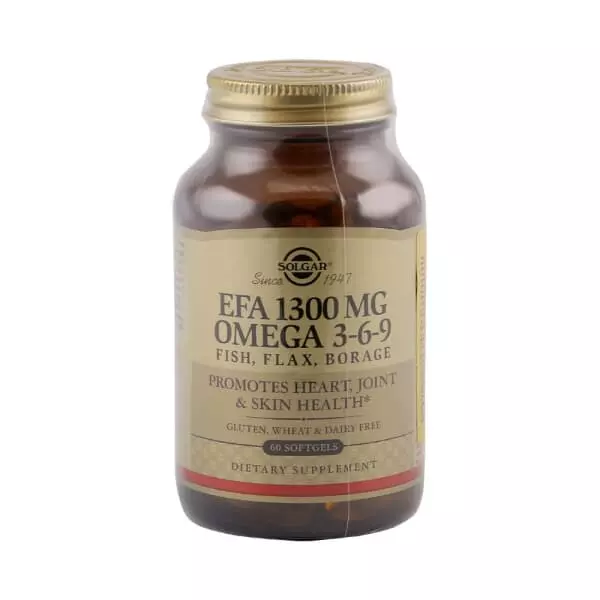 SOLGAR®
Since 1947
EFA 1300 MG
OMEGA 3-6-9
FISH, FLAX, BORAGE
PROMOTES HEART, JOINT
& SKIN HEALTH*
GLUTEN, WHEAT & DAIRY FREE
60 SOFTGELS
DIETARY SUPPLEMENT